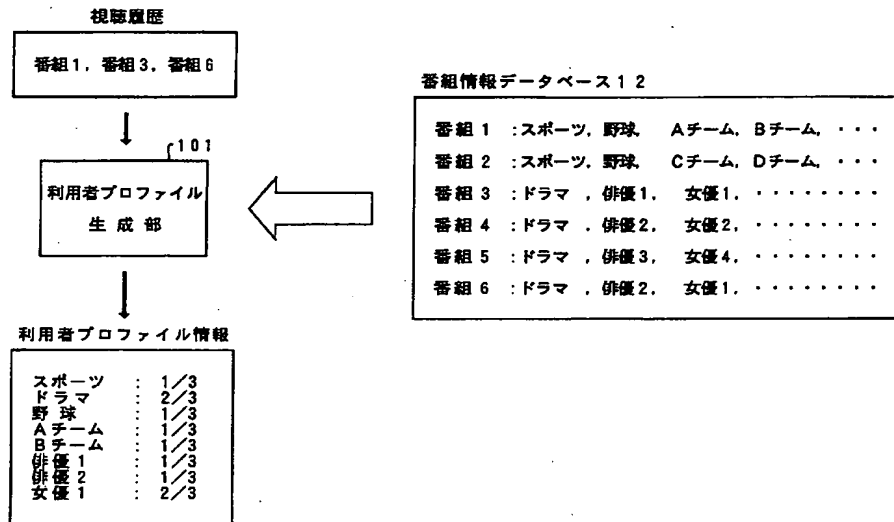 視聴履歴
番組1, 番組3, 番組6
101
利用者プロファイル
生成部
利用者プロファイル情報
スポーツ : 1/3
ドラマ : 2/3
野球 : 1/3
Aチーム : 1/3
Bチーム : 1/3
俳優1 : 1/3
俳優2 : 1/3
女優1 : 2/3
番組情報データベース12
番組1 :スポーツ, 野球, Aチーム, Bチーム, ・・・
番組2 :スポーツ, 野球, Cチーム, Dチーム, ・・・
番組3 :ドラマ , 俳優1, 女優1, ・・・・・・・・
番組4 :ドラマ , 俳優2, 女優2, ・・・・・・・・
番組5 :ドラマ , 俳優3, 女優4, ・・・・・・・・
番組6 :ドラマ , 俳優2, 女優1, ・・・・・・・・